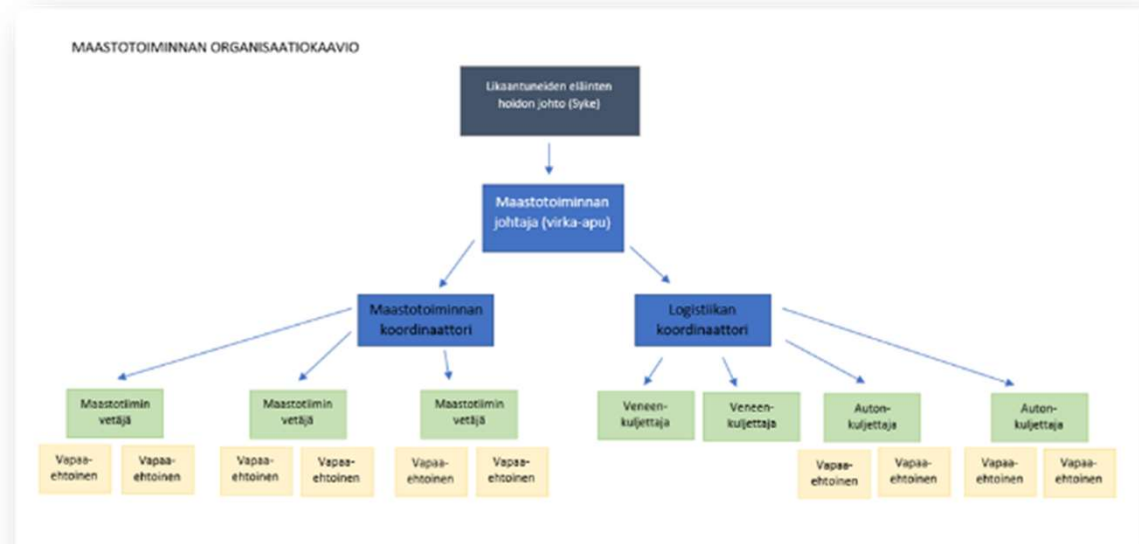 MAASTOTOIMINNAN ORGANISAATIOKAAVIO
Likaantuneiden eläinten
hoidon johto (Syke)
Maastotoiminnan
johtaja (virka-apu)
Maastotoiminnan
koordinaattori
Logistiikan
koordinaattori
Maastotiimin
vetäjä
Maastotiimin
vetäjä
Maastotiimin
vetäjä
Veneen-
kuljettaja
Veneen-
kuljettaja
Auton-
kuljettaja
Auton-
kuljettaja
Vapaa-
ehtoinen
Vapaa-
ehtoinen
Vapaa-
ehtoinen
Vapaa-
ehtoinen
Vapaa-
ehtoinen
Vapaa-
ehtoinen
Vapaa-
ehtoinen
Vapaa-
ehtoinen
Vapaa-
ehtoinen
Vapaa-
ehtoinen